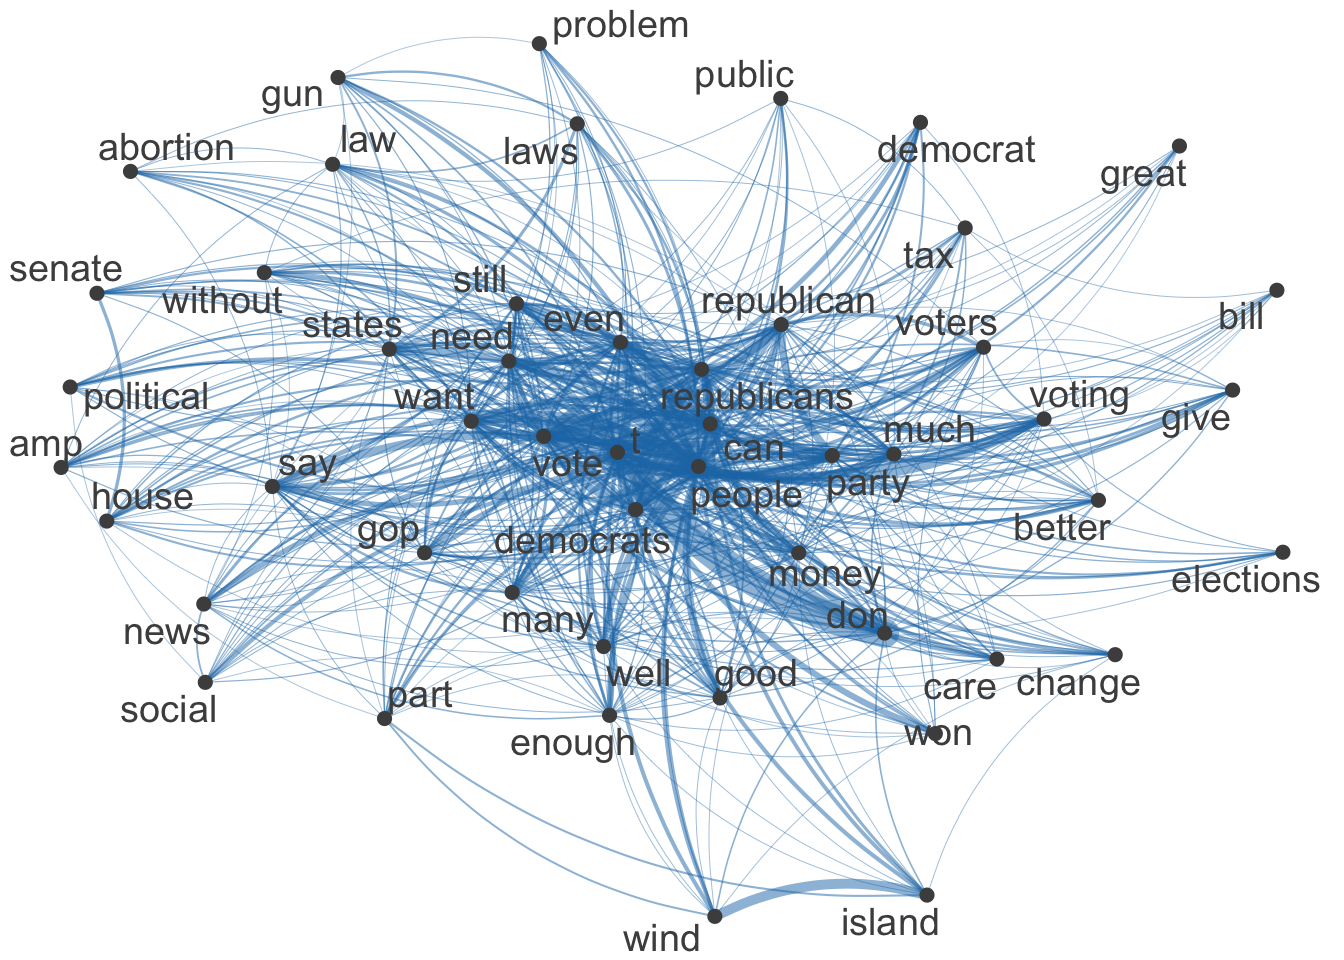 problem
public
gun
law
laws
abortion
democrat
great
tax
senate
without
still
states
need
even
republican
voters
bill
political
want
republicans
voting
give
amp
say
vote
t
can
much
house
people
party
gop
democrats
better
money
elections
news
many
don
social
part
well
good
care
change
enough
won
wind
island